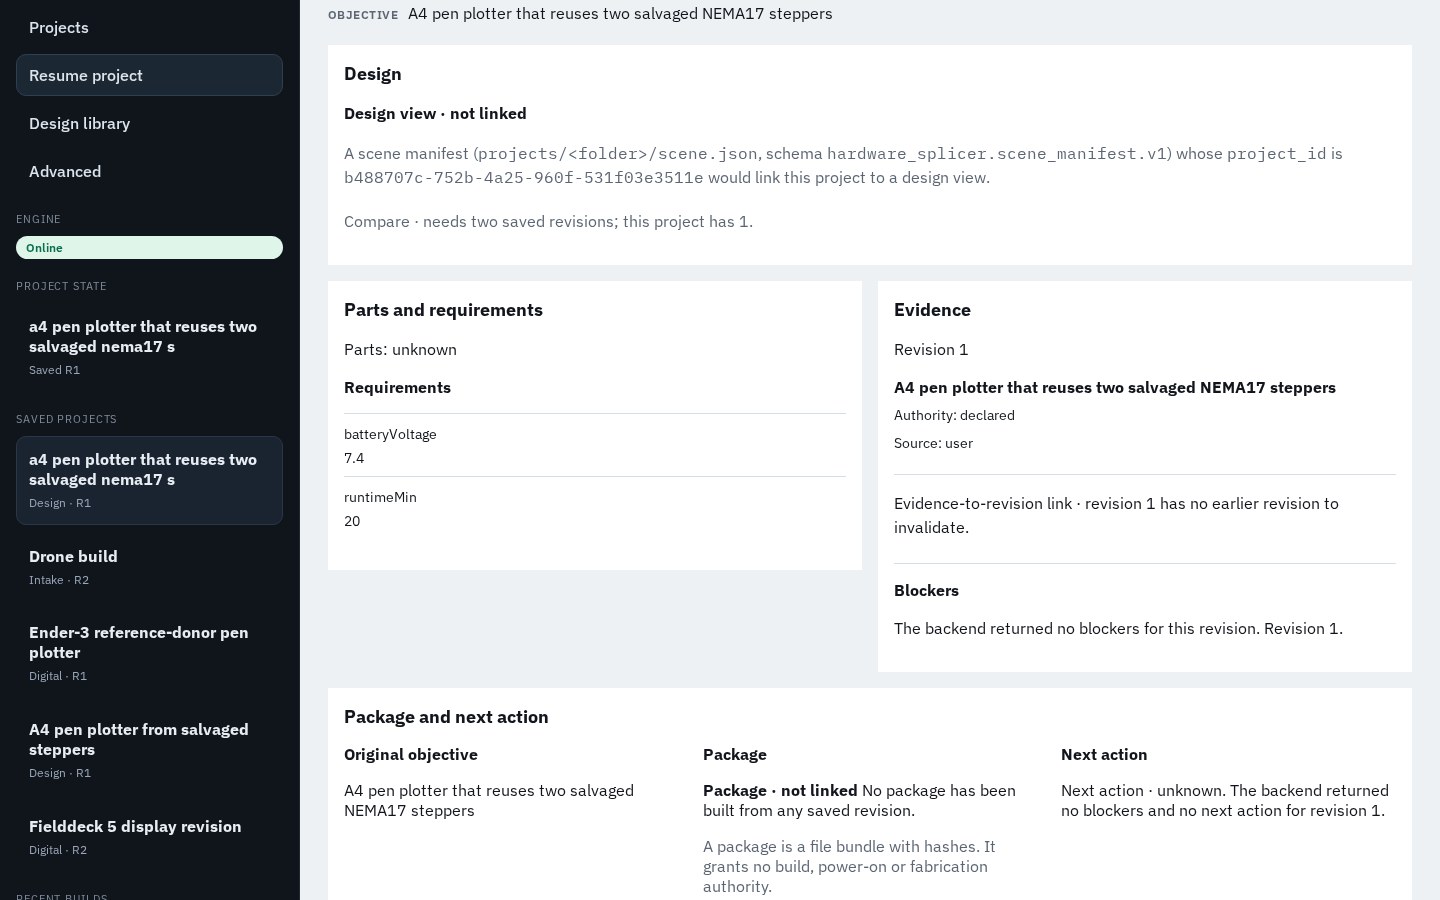 Projects
Resume project
Design library
Advanced
ENGINE
Online
PROJECT STATE
a4 pen plotter that reuses two
salvaged nema17 s
Saved R1
SAVED PROJECTS
a4 pen plotter that reuses two
salvaged nema17 s
Design · R1
Drone build
Intake · R2
Ender-3 reference-donor pen
plotter
Digital · R1
A4 pen plotter from salvaged
steppers
Design · R1
Fielddeck 5 display revision
Digital · R2
RECENT BUILDS
OBJECTIVE A4 pen plotter that reuses two salvaged NEMA17 steppers
Design
Design view · not linked
A scene manifest (projects/<folder>/scene.json, schema hardware_splicer.scene_manifest.v1) whose project_id is
b488707c-752b-4a25-960f-531f03e3511e would link this project to a design view.
Compare · needs two saved revisions; this project has 1.
Parts and requirements
Parts: unknown
Requirements
batteryVoltage
7.4
runtimeMin
20
Evidence
Revision 1
A4 pen plotter that reuses two salvaged NEMA17 steppers
Authority: declared
Source: user
Evidence-to-revision link · revision 1 has no earlier revision to
invalidate.
Blockers
The backend returned no blockers for this revision. Revision 1.
Package and next action
Original objective
A4 pen plotter that reuses two salvaged
NEMA17 steppers
Package
Package · not linked No package has been
built from any saved revision.
A package is a file bundle with hashes. It
grants no build, power-on or fabrication
authority.
Next action
Next action · unknown. The backend returned
no blockers and no next action for revision 1.